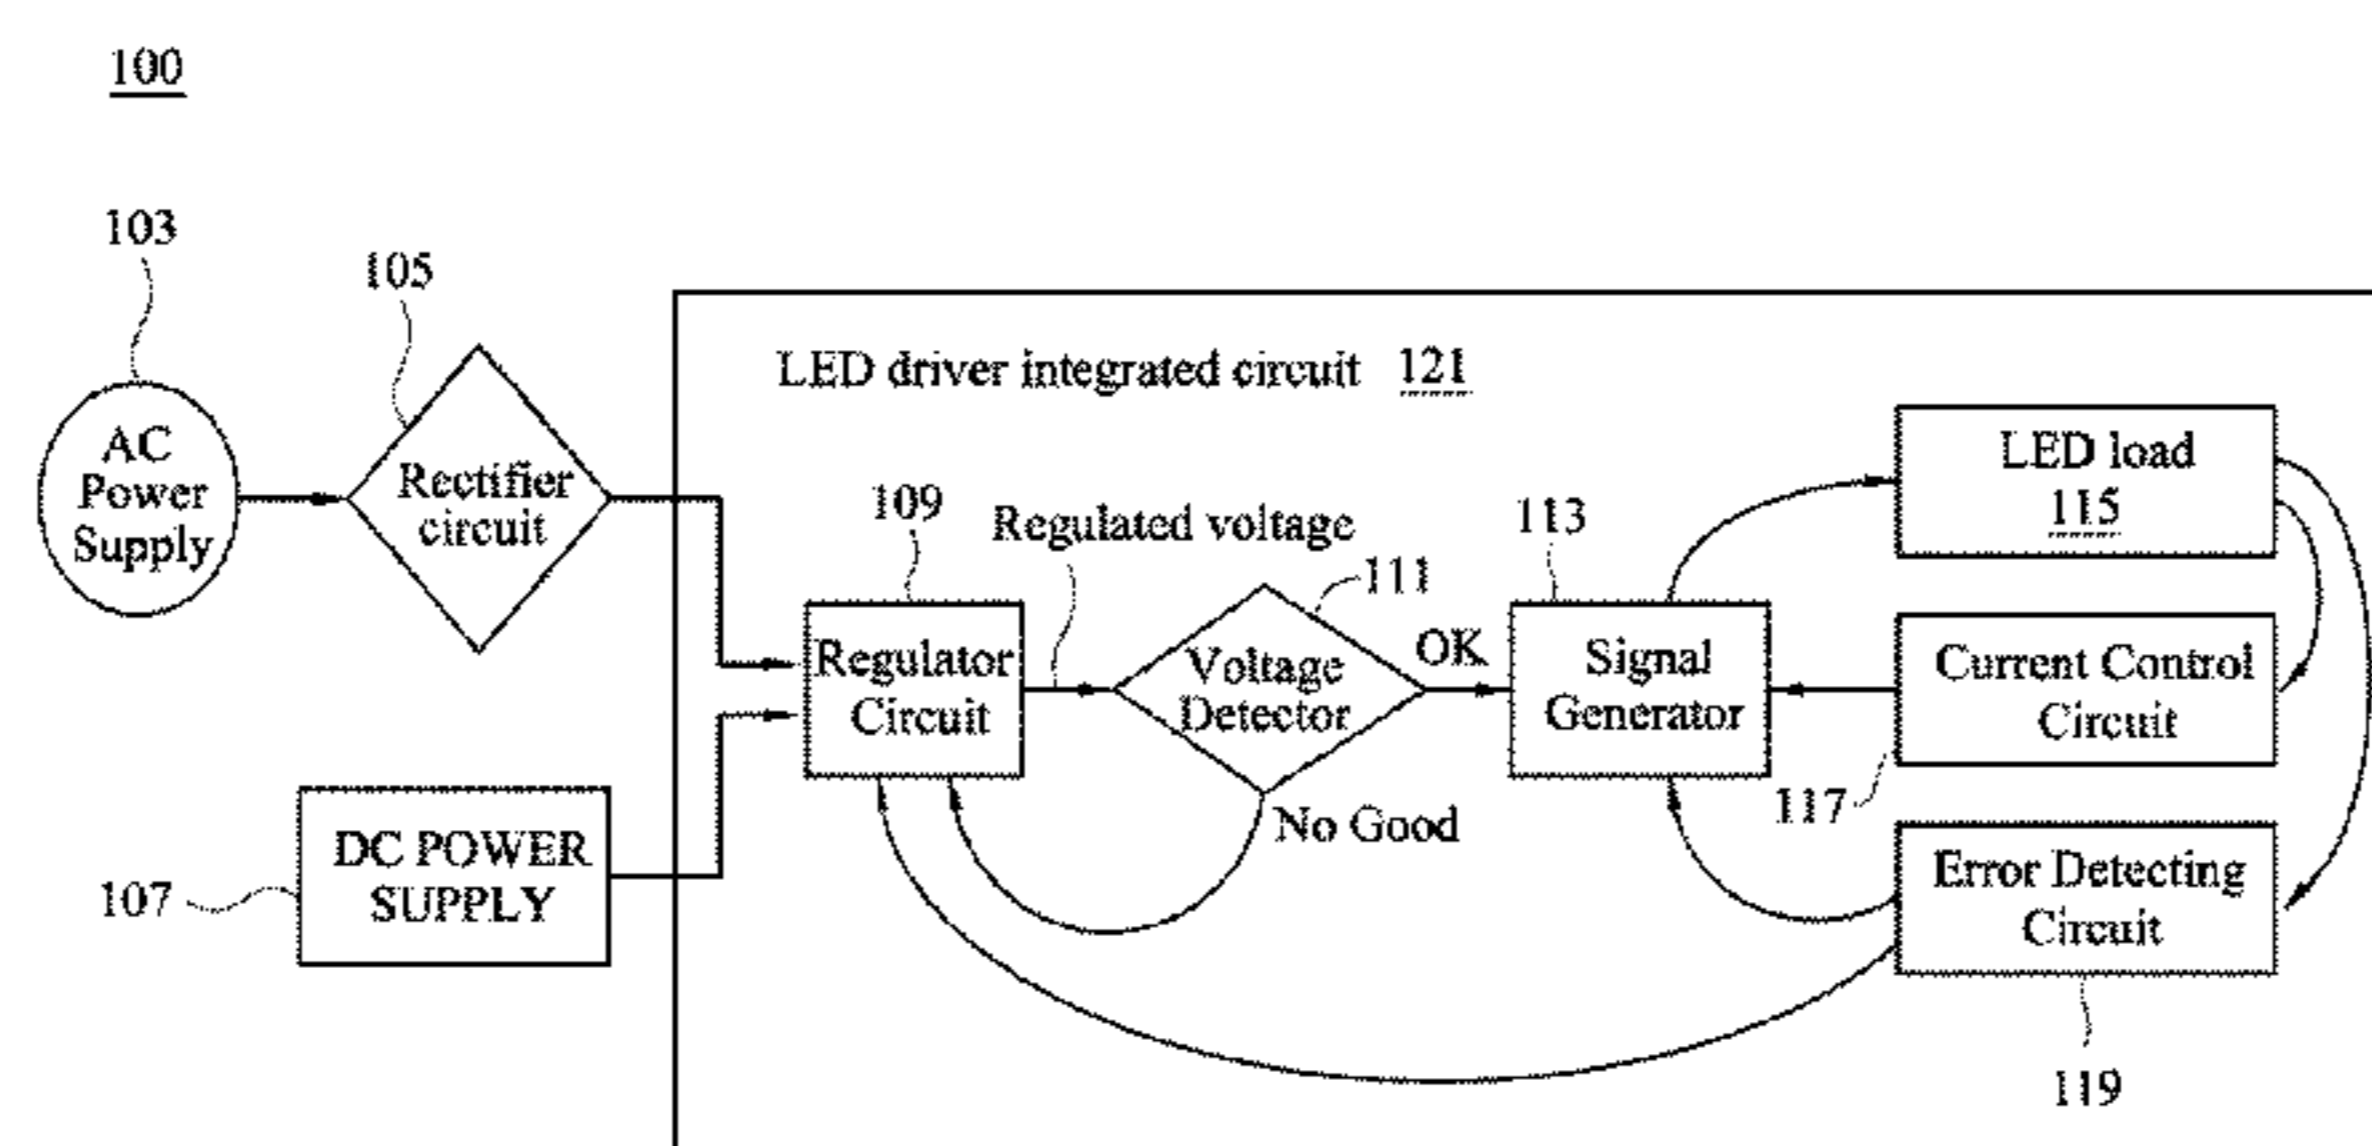 100
103
105
LED driver integrated circuit 121
AC
Power
Supply
Rectifier
circuit
109
Regulated voltage
111
113
LED load
115
Regulator
Circuit
Voltage
Detector
OK
Signal
Generator
Current Control
Circuit
117
No Good
DC POWER
SUPPLY
107
Error Detecting
Circuit
119